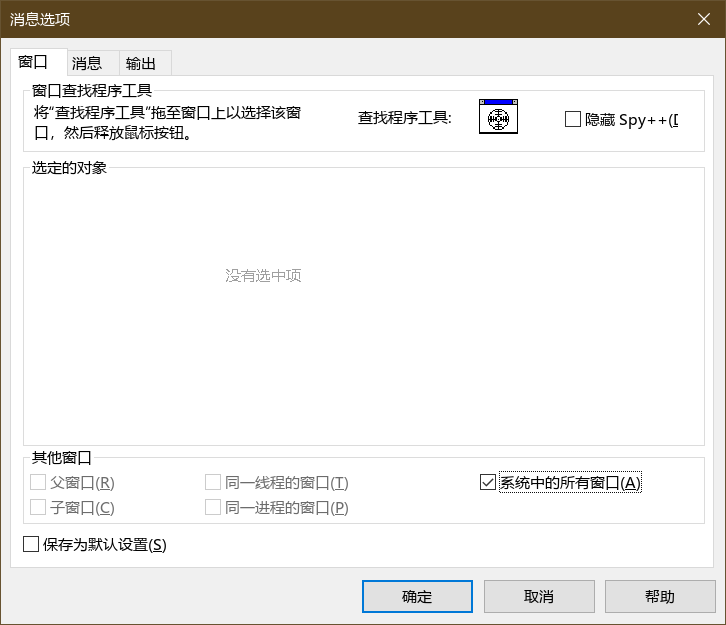 消息选项
窗口 消息 输出
窗口查找程序工具
将“查找程序工具”拖至窗口上以选择该窗
口，然后释放鼠标按钮。
查找程序工具:
隐藏 Spy++(
选定的对象
没有选中项
其他窗口
父窗口(R) 同一线程的窗口(T) 系统中的所有窗口(A)
子窗口(C) 同一进程的窗口(P)
保存为默认设置(S)
确定 取消 帮助